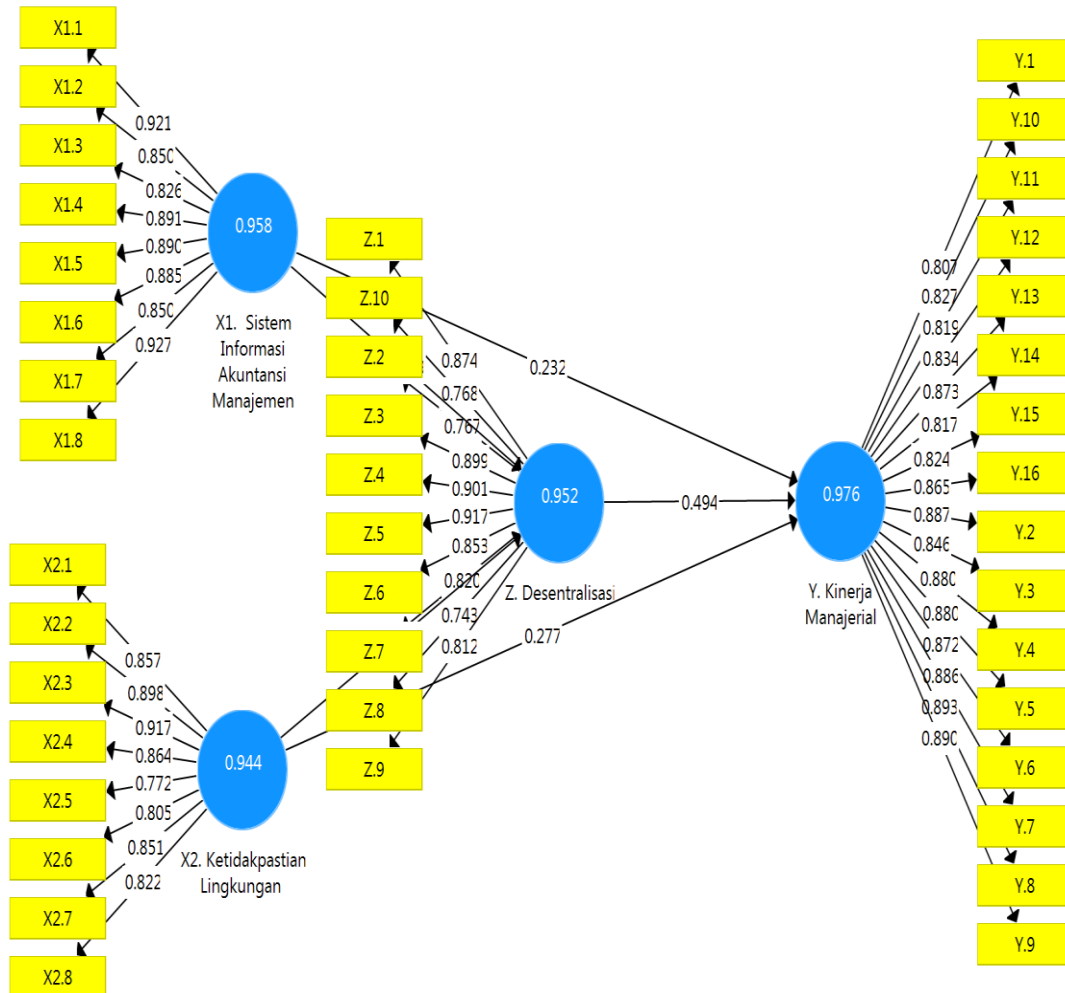 X1.1
X1.2
X1.3
X1.4
X1.5
X1.6
X1.7
X1.8
0.921
0.850
0.826
0.891
0.890
0.885
0.850
0.927
0.958
X1. Sistem
Informasi
Akuntansi
Manajemen
X2.1
X2.2
X2.3
X2.4
X2.5
X2.6
X2.7
X2.8
0.857
0.898
0.917
0.864
0.772
0.805
0.851
0.822
0.944
X2. Ketidakpastian
Lingkungan
Z.1
Z.10
Z.2
Z.3
Z.4
Z.5
Z.6
Z.7
Z.8
Z.9
0.874
0.768
0.767
0.899
0.901
0.917
0.853
0.820
0.743
0.812
0.952
Z. Desentralisasi
0.232
0.494
0.277
0.976
Y. Kinerja
Manajerial
0.807
0.827
0.819
0.834
0.873
0.817
0.824
0.865
0.887
0.846
0.880
0.880
0.872
0.886
0.893
0.890
Y.1
Y.10
Y.11
Y.12
Y.13
Y.14
Y.15
Y.16
Y.2
Y.3
Y.4
Y.5
Y.6
Y.7
Y.8
Y.9